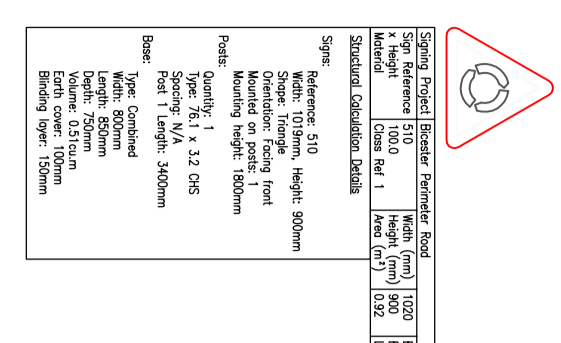 Signing Project Bicester Perimeter Road
Sign Reference 510 Width (mm) 1020
x Height 100.0 Height (mm) 900
Material Class Ref 1 Area (m²) 0.92
Structural Calculation Details
Signs:
Reference: 510
Width: 1019mm, Height: 900mm
Shape: Triangle
Orientation: Facing front
Mounted on posts: 1
Mounting height: 1800mm
Posts:
Quantity: 1
Type: 76.1 x 3.2 CHS
Spacing: N/A
Post 1 Length: 3400mm
Base:
Type: Combined
Width: 800mm
Length: 850mm
Depth: 750mm
Volume: 0.51cu.m
Earth cover: 100mm
Blinding layer: 150mm